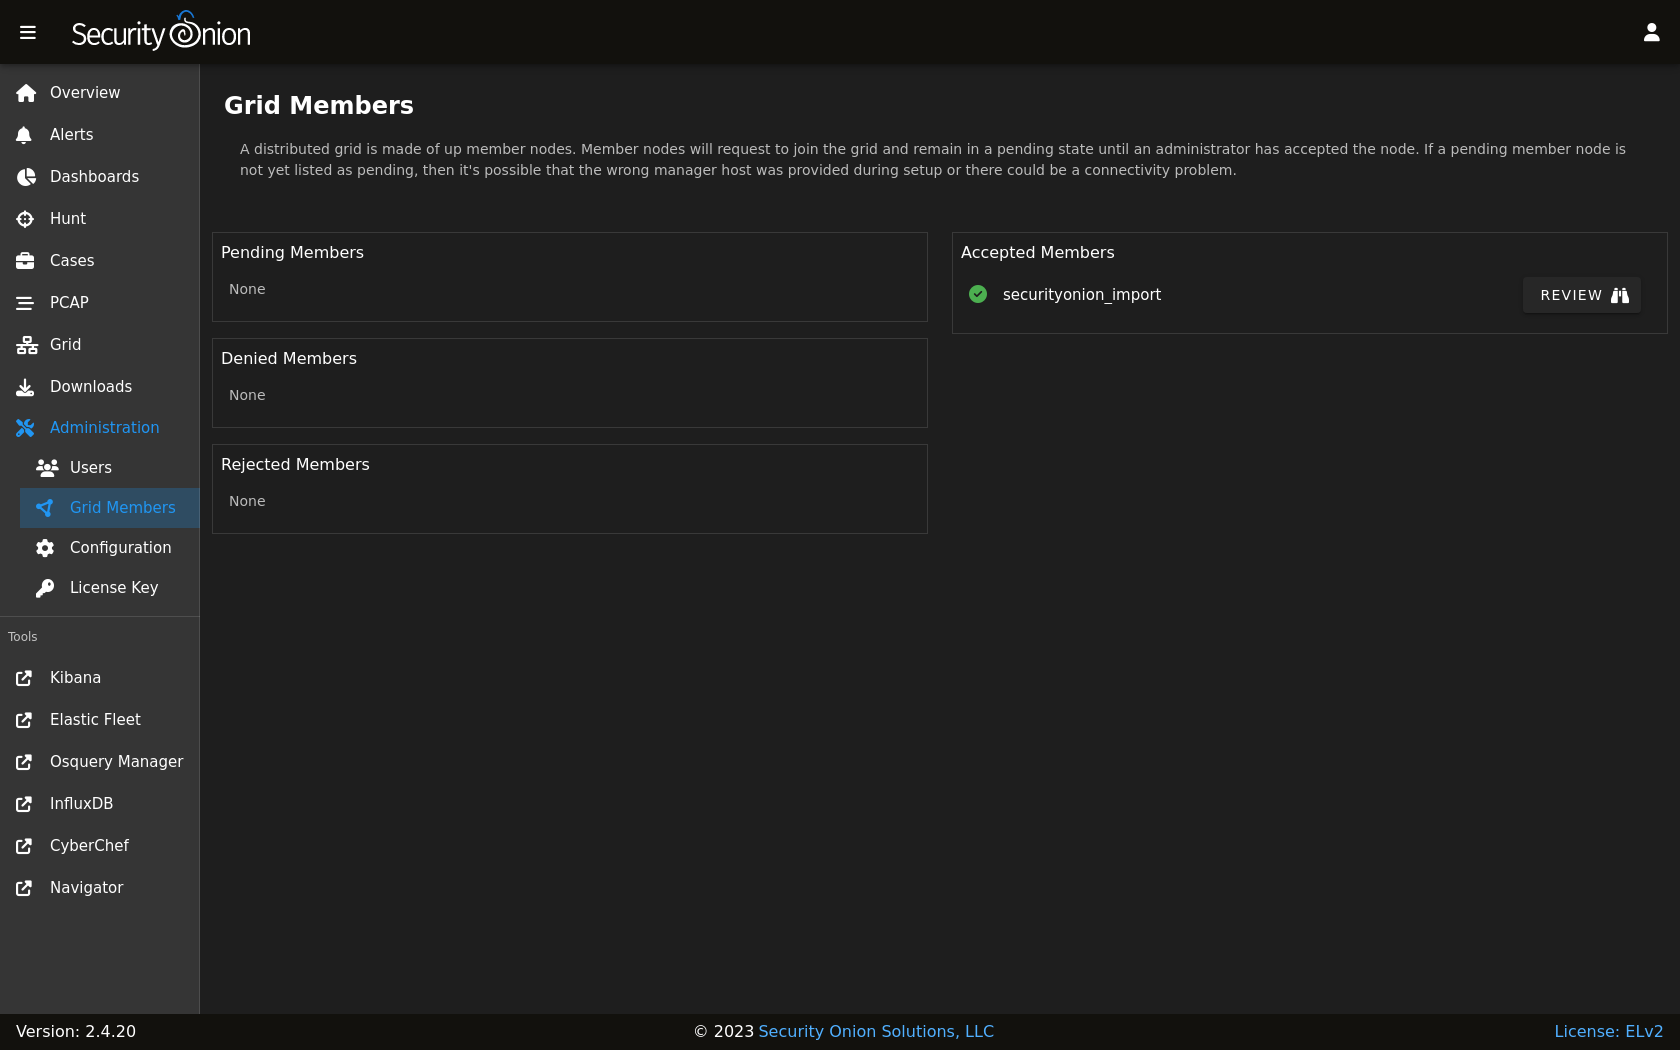 Security Onion
Overview
Alerts
Dashboards
Hunt
Cases
PCAP
Grid
Downloads
Administration
Users
Grid Members
Configuration
License Key
Tools
Kibana
Elastic Fleet
Osquery Manager
InfluxDB
CyberChef
Navigator
Grid Members
A distributed grid is made of up member nodes. Member nodes will request to join the grid and remain in a pending state until an administrator has accepted the node. If a pending member node is
not yet listed as pending, then it's possible that the wrong manager host was provided during setup or there could be a connectivity problem.
Pending Members
None
Denied Members
None
Rejected Members
None
Accepted Members
securityonion_import
REVIEW
Version: 2.4.20
© 2023 Security Onion Solutions, LLC
License: ELv2